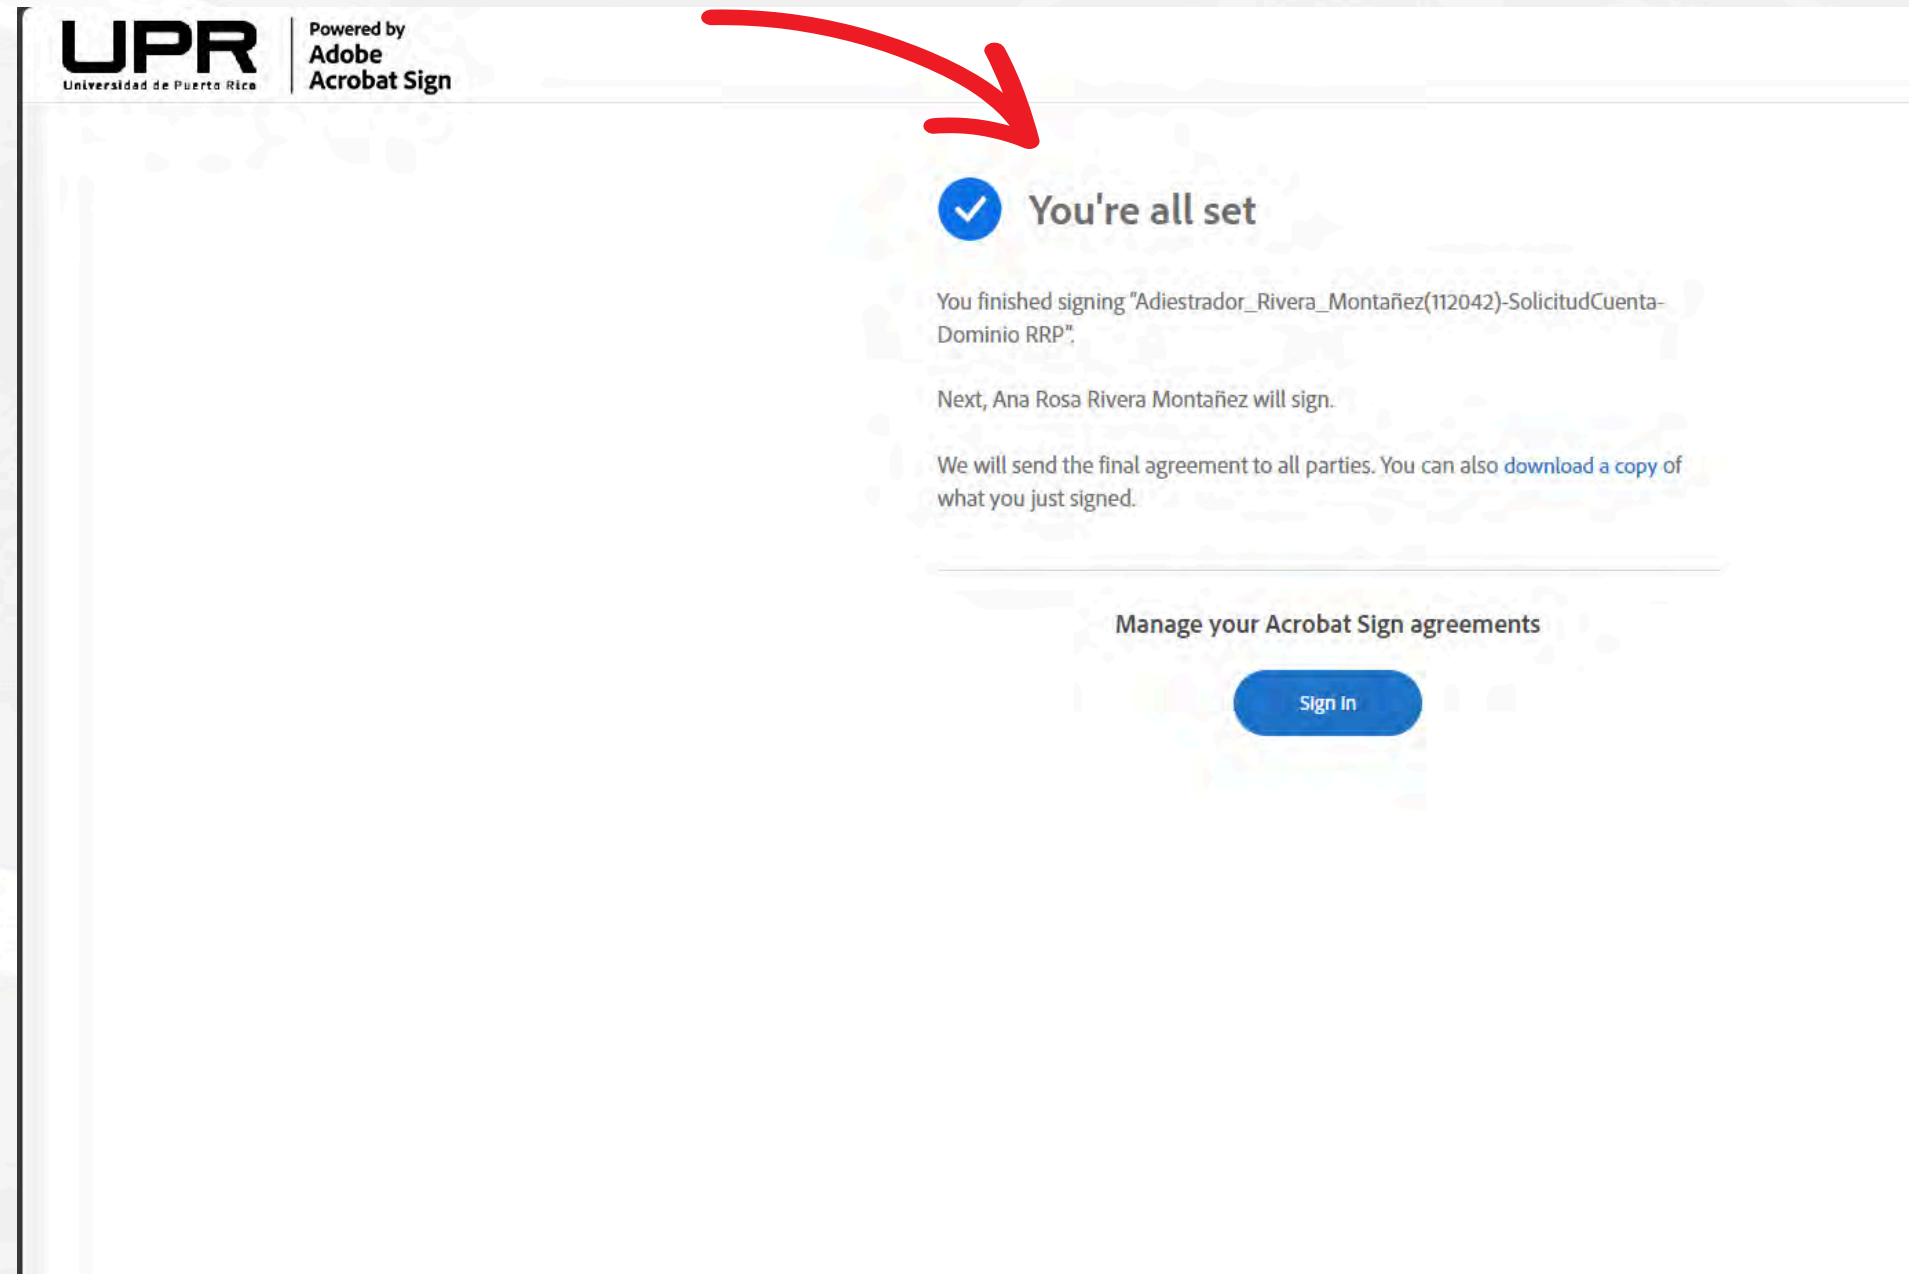 UPR
Universidad de Puerto Rico
Powered by
Adobe
Acrobat Sign
You're all set
You finished signing "Adiestrador_Rivera_Montañez(112042)-SolicitudCuenta-
Dominio RRP".
Next, Ana Rosa Rivera Montañez will sign.
We will send the final agreement to all parties. You can also download a copy of
what you just signed.
Manage your Acrobat Sign agreements
Sign In